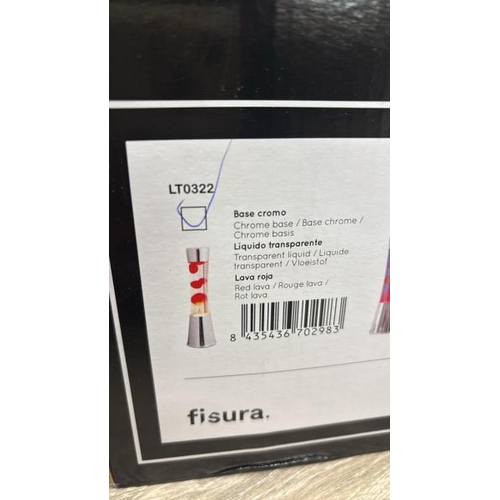 LT0322
Base cromo
Chrome base / Base chrome /
Chrome basis
Líquido transparente
Transparent liquid / Liquide
transparent / Vloeistof
Lava roja
Red lava / Rouge lava /
Rot lava
8 435436 702983
fisura.